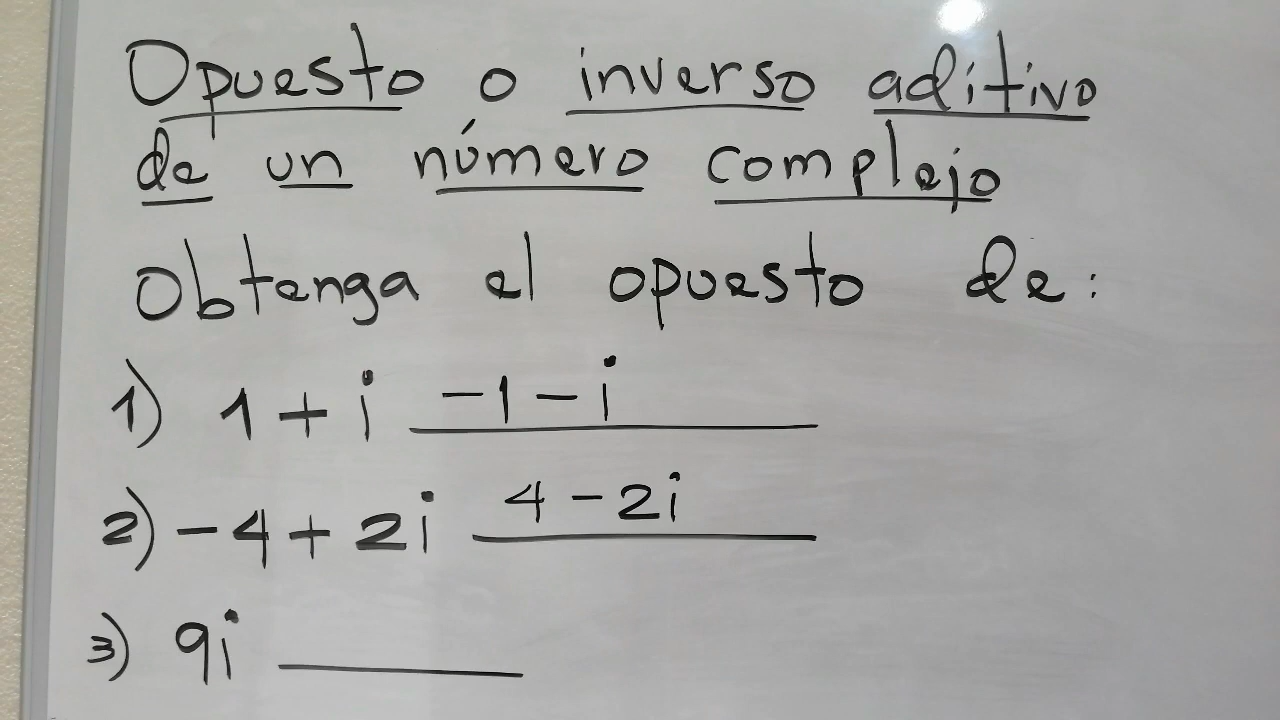 Opuesto o inverso aditivo
de un número complejo
Obtenga el opuesto de:
1) 1 + i -1 - i
2) -4 + 2i 4 - 2i
3) 9i